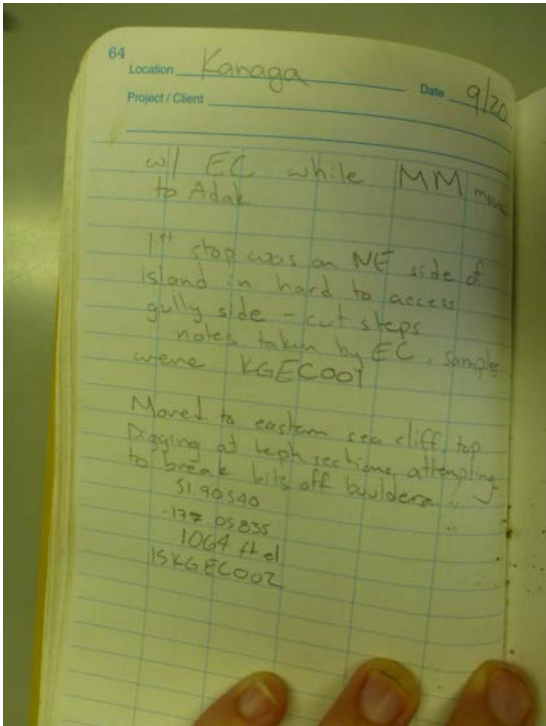 64
Location Kanaga Date 9/20
Project / Client
w/ EC while MM moves
to Adak
1st stop was on NE side of
island in hard to access
gully side - cut steps
notes taken by EC, samples
were KGEC001
Moved to eastern sea cliff top
Digging at teph sections, attempting
to break bits off boulders..
51 90540
-177 05835
1064 ft el
15KGEC002